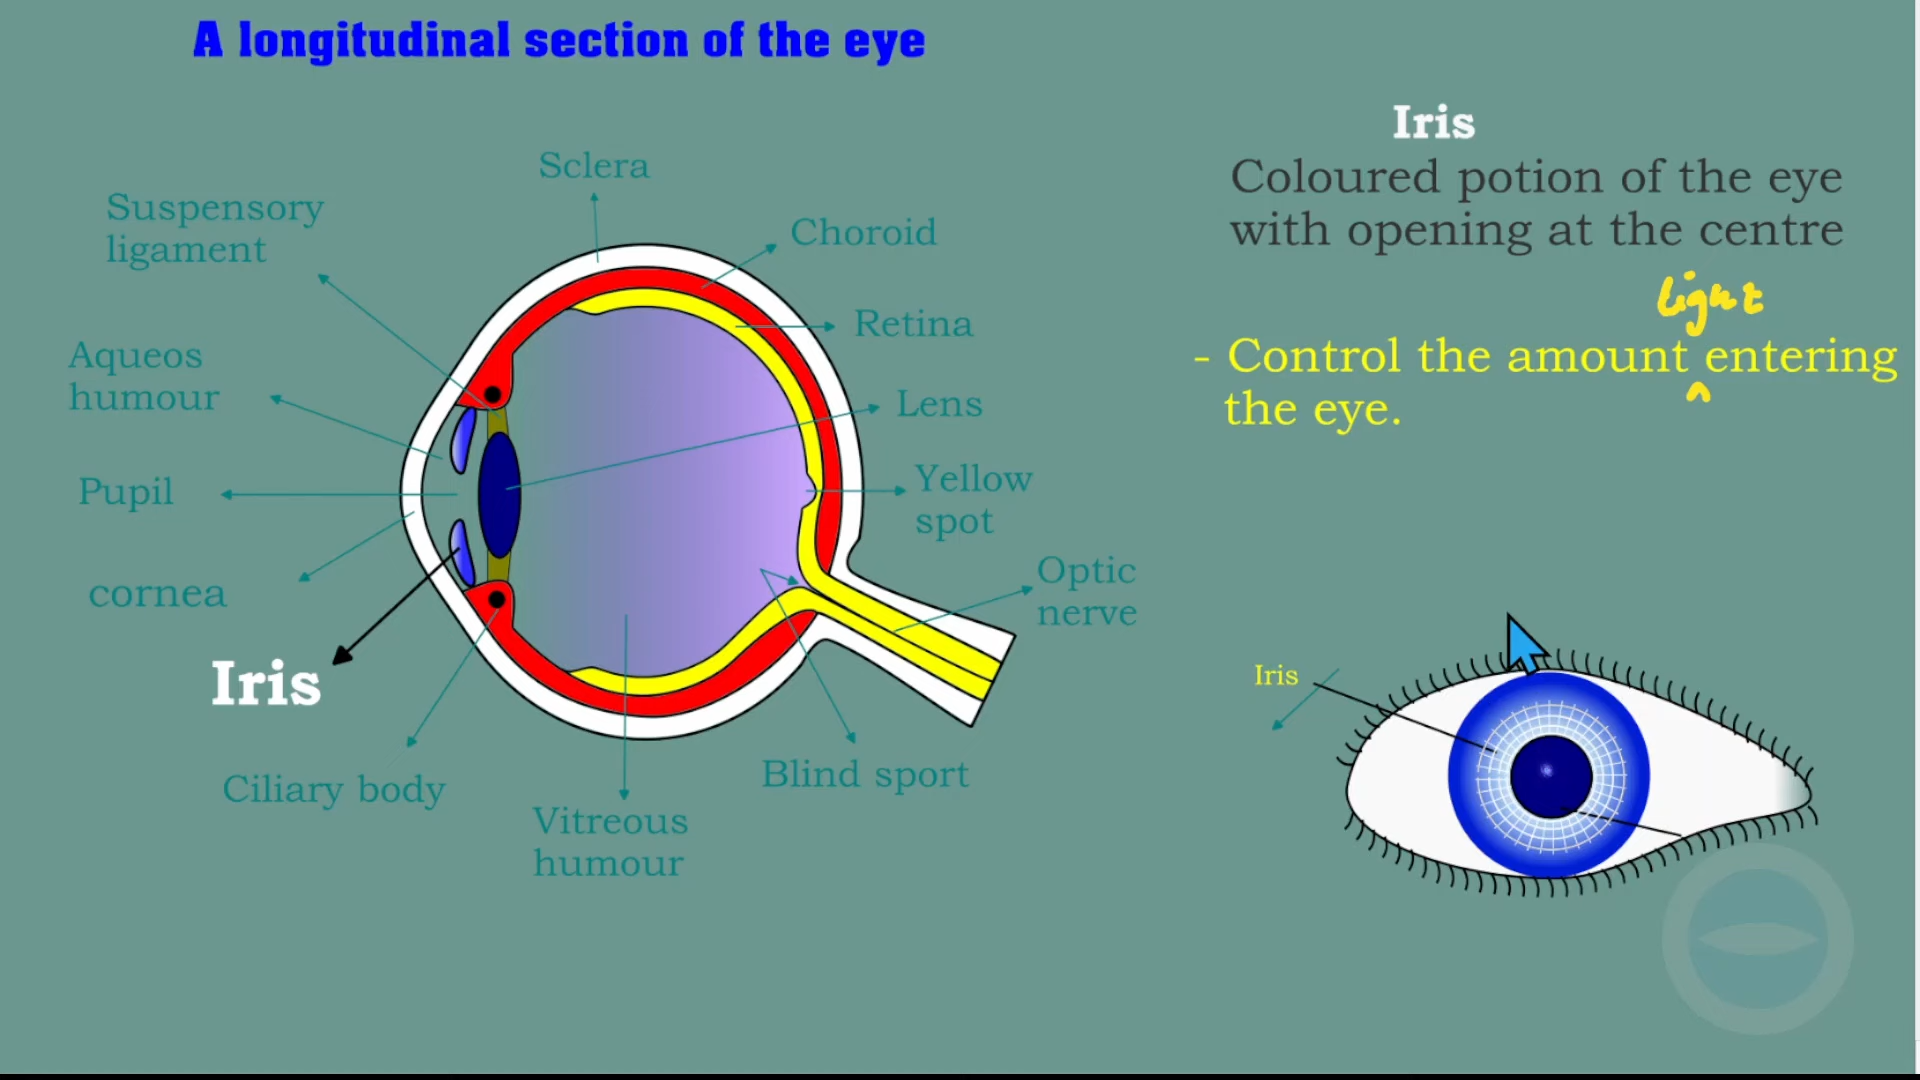 A longitudinal section of the eye
Sclera
Suspensory
ligament
Choroid
Retina
Aqueos
humour
Lens
Pupil
Yellow
spot
cornea
Optic
nerve
Iris
Ciliary body
Blind sport
Vitreous
humour
Iris
Coloured potion of the eye
with opening at the centre
light
- Control the amount entering
^
the eye.
Iris